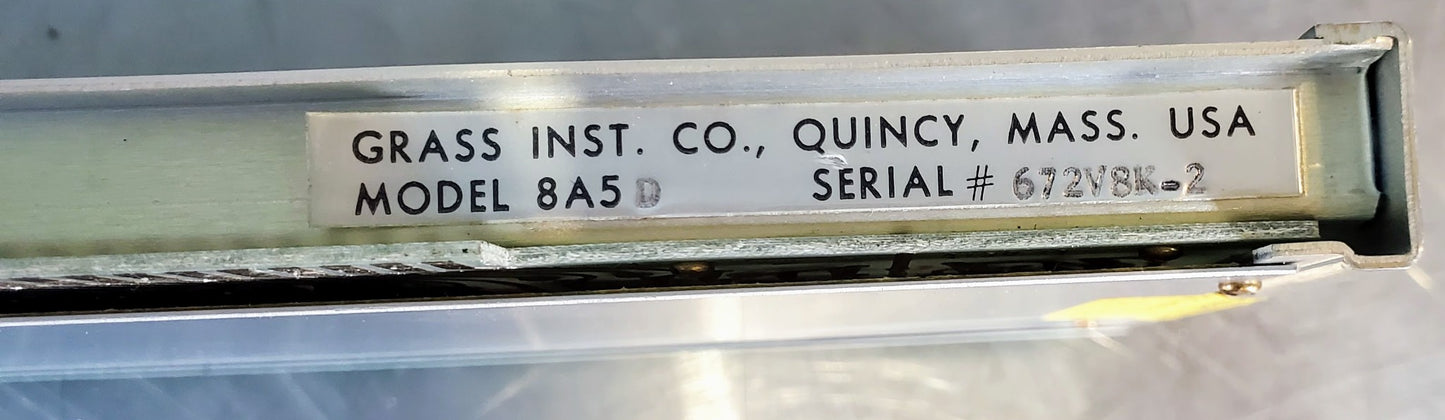 GRASS INST. CO., QUINCY, MASS. USA
MODEL 8A5D SERIAL # 672V8K-2